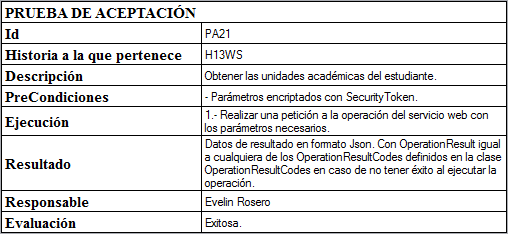 PRUEBA DE ACEPTACIÓN
Id PA21
Historia a la que pertenece H13WS
Descripción Obtener las unidades académicas del estudiante.
PreCondiciones - Parámetros encriptados con SecurityToken.
Ejecución 1.- Realizar una petición a la operación del servicio web con
los parámetros necesarios.
Resultado Datos de resultado en formato Json. Con OperationResult igual
a cualquiera de los OperationResultCodes definidos en la clase
OperationResultCodes en caso de no tener éxito al ejecutar la
operación.
Responsable Evelin Rosero
Evaluación Exitosa.